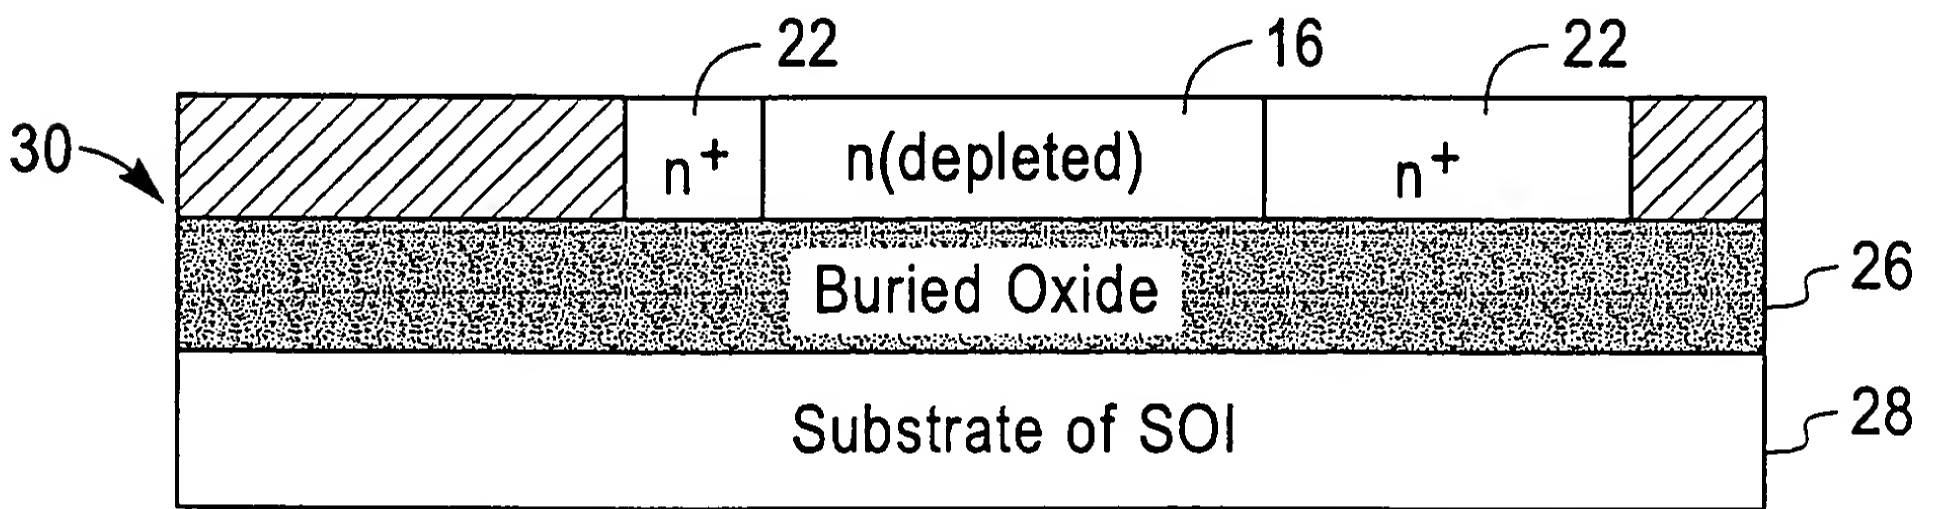 22 16 22
30
n+ n(depleted) n+
Buried Oxide 26
Substrate of SOI 28